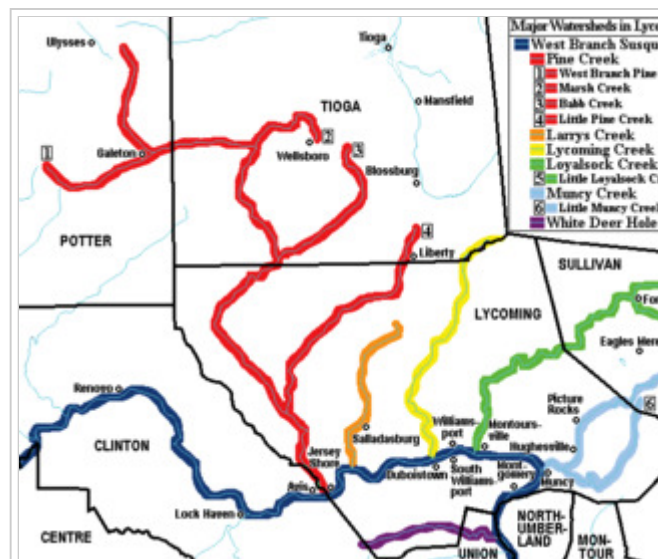 Major Watersheds in Lyco
West Branch Susqu
Pine Creek
1 West Branch Pine
2 Marsh Creek
3 Babb Creek
4 Little Pine Creek
Larrys Creek
Lycoming Creek
Loyalsock Creek
5 Little Loyalsock C
Muncy Creek
6 Little Muncy Creek
White Deer Hole
Ulysses
Tioga
TIOGA
Mansfield
2
1
Galeton
Wellsboro
3
Blossburg
POTTER
4
Liberty
SULLIVAN
LYCOMING
For
Eagles Mere
Renovo
Picture
Rocks
6
CLINTON
Salladasburg
Williams-
port
Montours-
ville
Hughesville
Jersey
Shore
Duboistown
South
Williams-
port
Mont-
gomery
Muncy
Avis
Lock Haven
CENTRE
NORTH-
UMBER-
LAND
UNION
MON-
TOUR